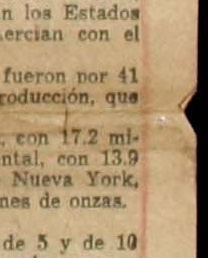 n los Estados
ercian con el
fueron por 41
roducción, que
, con 17.2 mi-
ntal, con 13.9
Nueva York,
nes de onzas.
de 5 y de 10